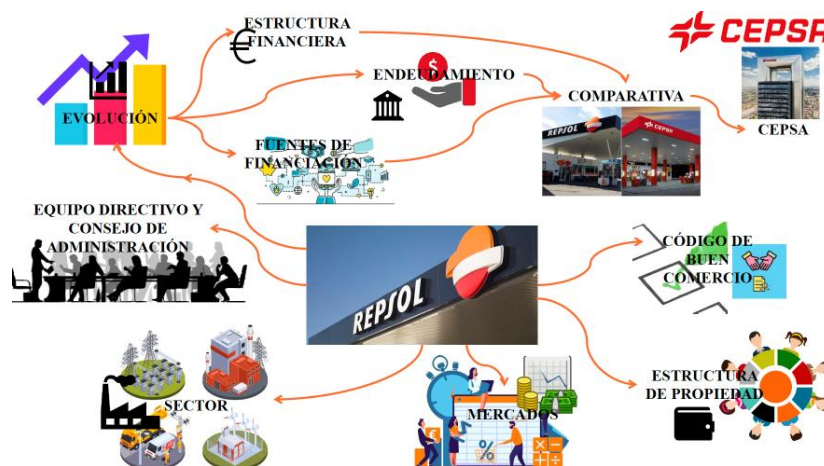 ESTRUCTURA
FINANCIERA
€
CEPSA
$
ENDEUDAMIENTO
EVOLUCIÓN
COMPARATIVA
REPSOL
CEPSA
CEPSA
FUENTES DE
FINANCIACIÓN
EQUIPO DIRECTIVO Y
CONSEJO DE
ADMINISTRACIÓN
REPSOL
CÓDIGO DE
BUEN
COMERCIO
SECTOR
MERCADOS
€
%
ESTRUCTURA
DE PROPIEDAD